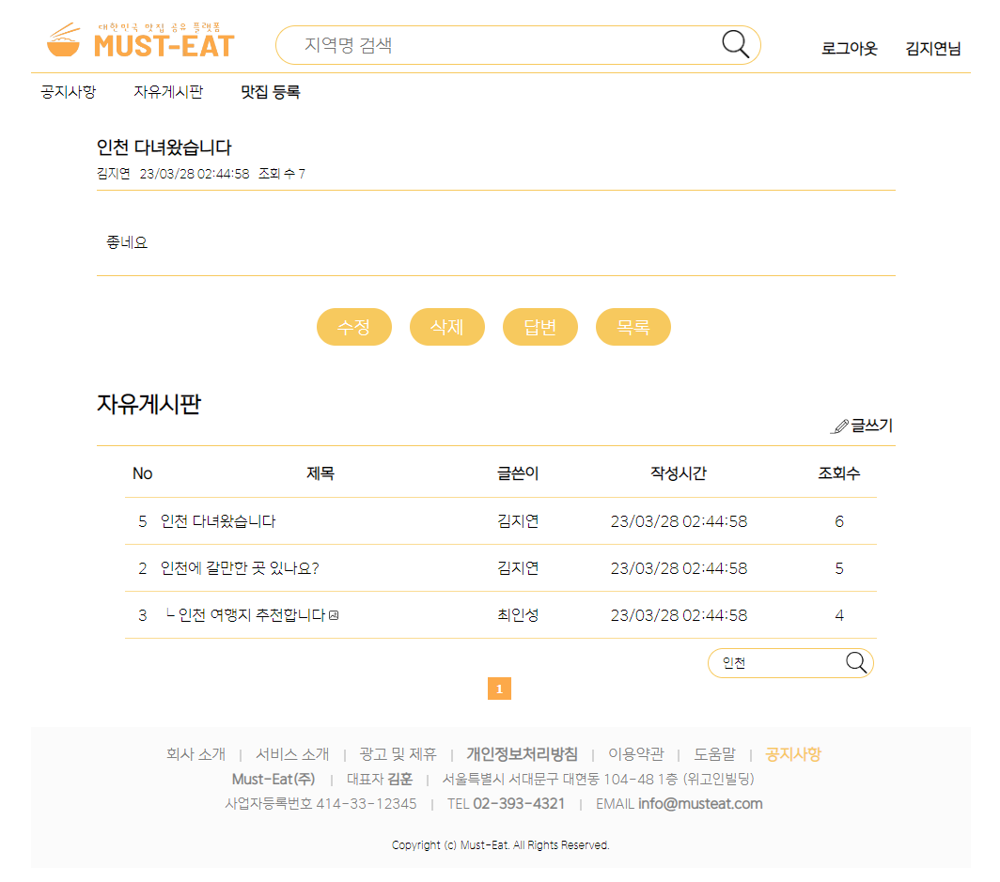 대한민국 맛집 공유 플랫폼
MUST-EAT
지역명 검색
로그아웃 김지연님
공지사항 자유게시판 맛집 등록
인천 다녀왔습니다
김지연 23/03/28 02:44:58 조회 수 7
좋네요
수정 삭제 답변 목록
자유게시판
글쓰기
No 제목 글쓴이 작성시간 조회수
5 인천 다녀왔습니다 김지연 23/03/28 02:44:58 6
2 인천에 갈만한 곳 있나요? 김지연 23/03/28 02:44:58 5
3 └ 인천 여행지 추천합니다 최인성 23/03/28 02:44:58 4
인천
1
회사 소개 | 서비스 소개 | 광고 및 제휴 | 개인정보처리방침 | 이용약관 | 도움말 | 공지사항
Must-Eat(주) | 대표자 김훈 | 서울특별시 서대문구 대현동 104-48 1층 (위고인빌딩)
사업자등록번호 414-33-12345 | TEL 02-393-4321 | EMAIL info@musteat.com
Copyright (c) Must-Eat. All Rights Reserved.